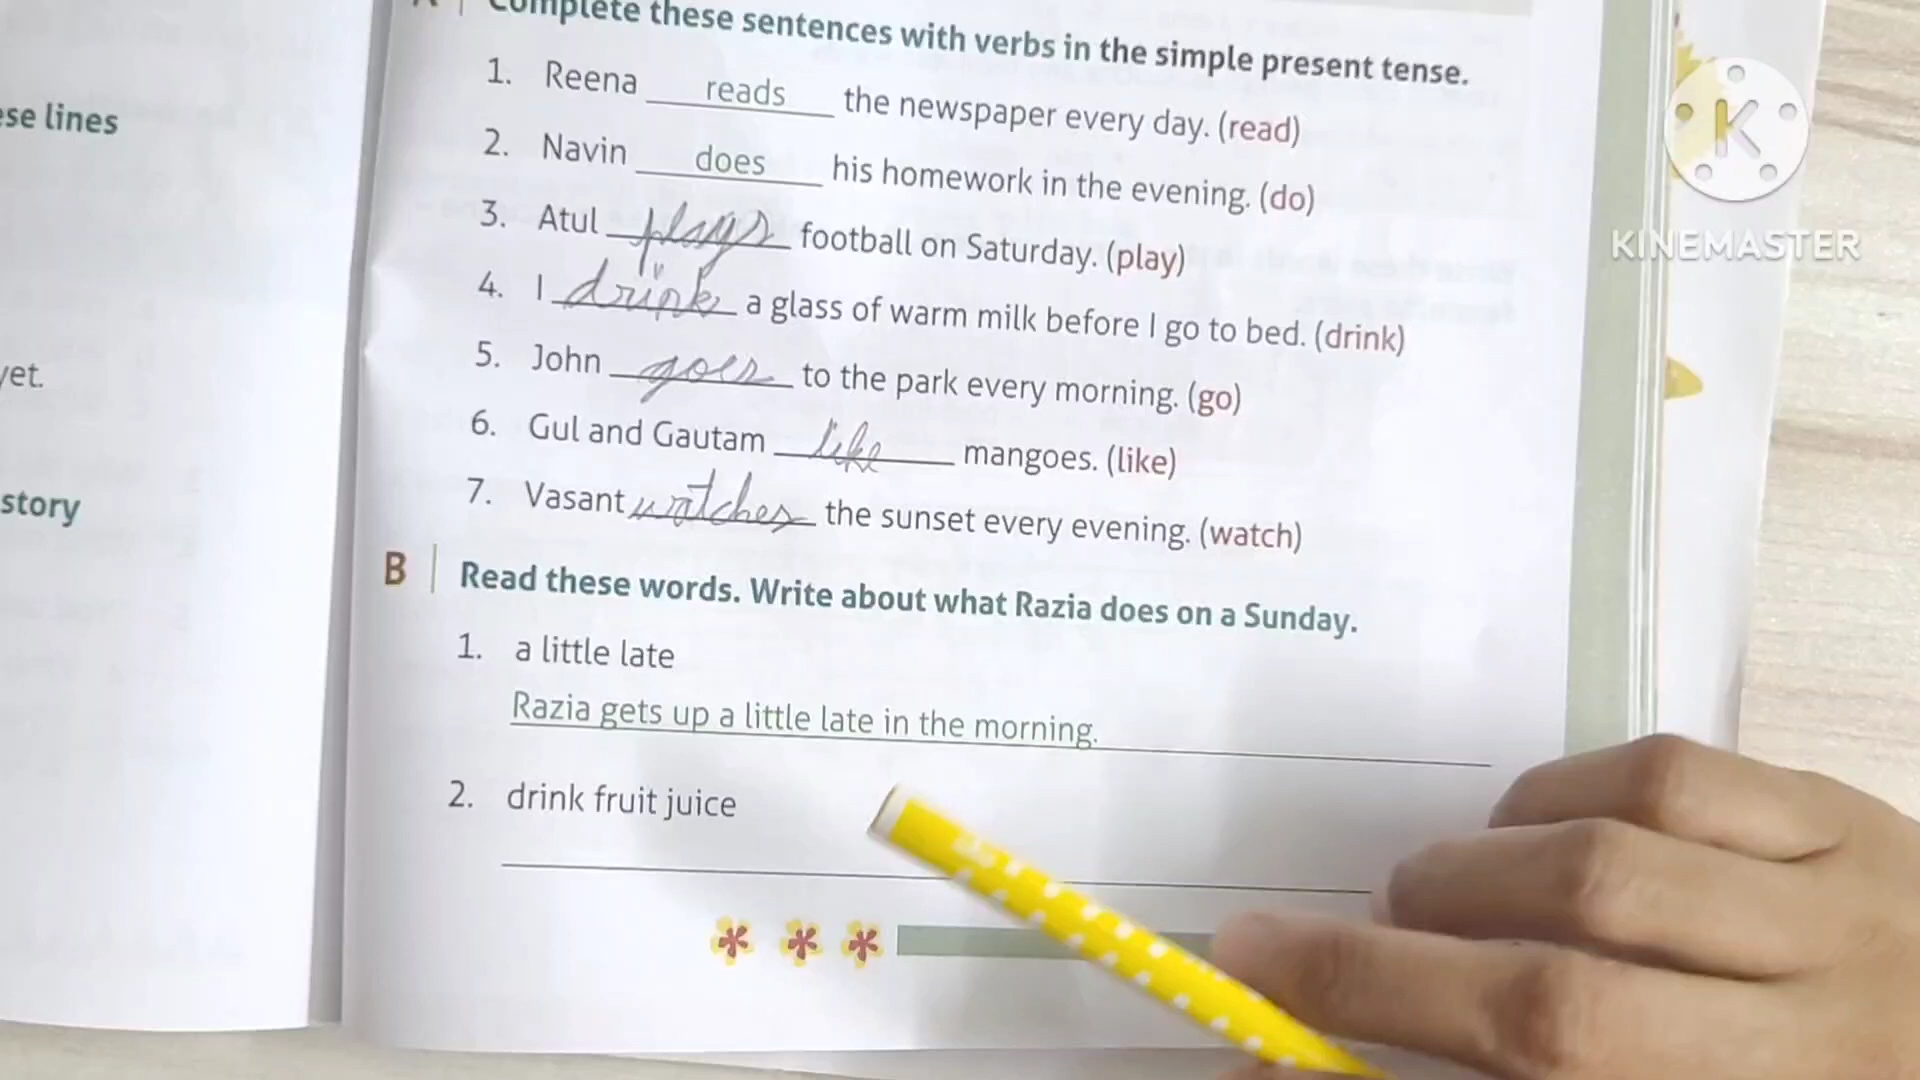 Complete these sentences with verbs in the simple present tense.
1. Reena reads the newspaper every day. (read)
2. Navin does his homework in the evening. (do)
3. Atul plays football on Saturday. (play)
4. I drink a glass of warm milk before I go to bed. (drink)
5. John goes to the park every morning. (go)
6. Gul and Gautam like mangoes. (like)
7. Vasant watches the sunset every evening. (watch)
B Read these words. Write about what Razia does on a Sunday.
1. a little late
Razia gets up a little late in the morning.
2. drink fruit juice
lines
story
K
KINEMASTER